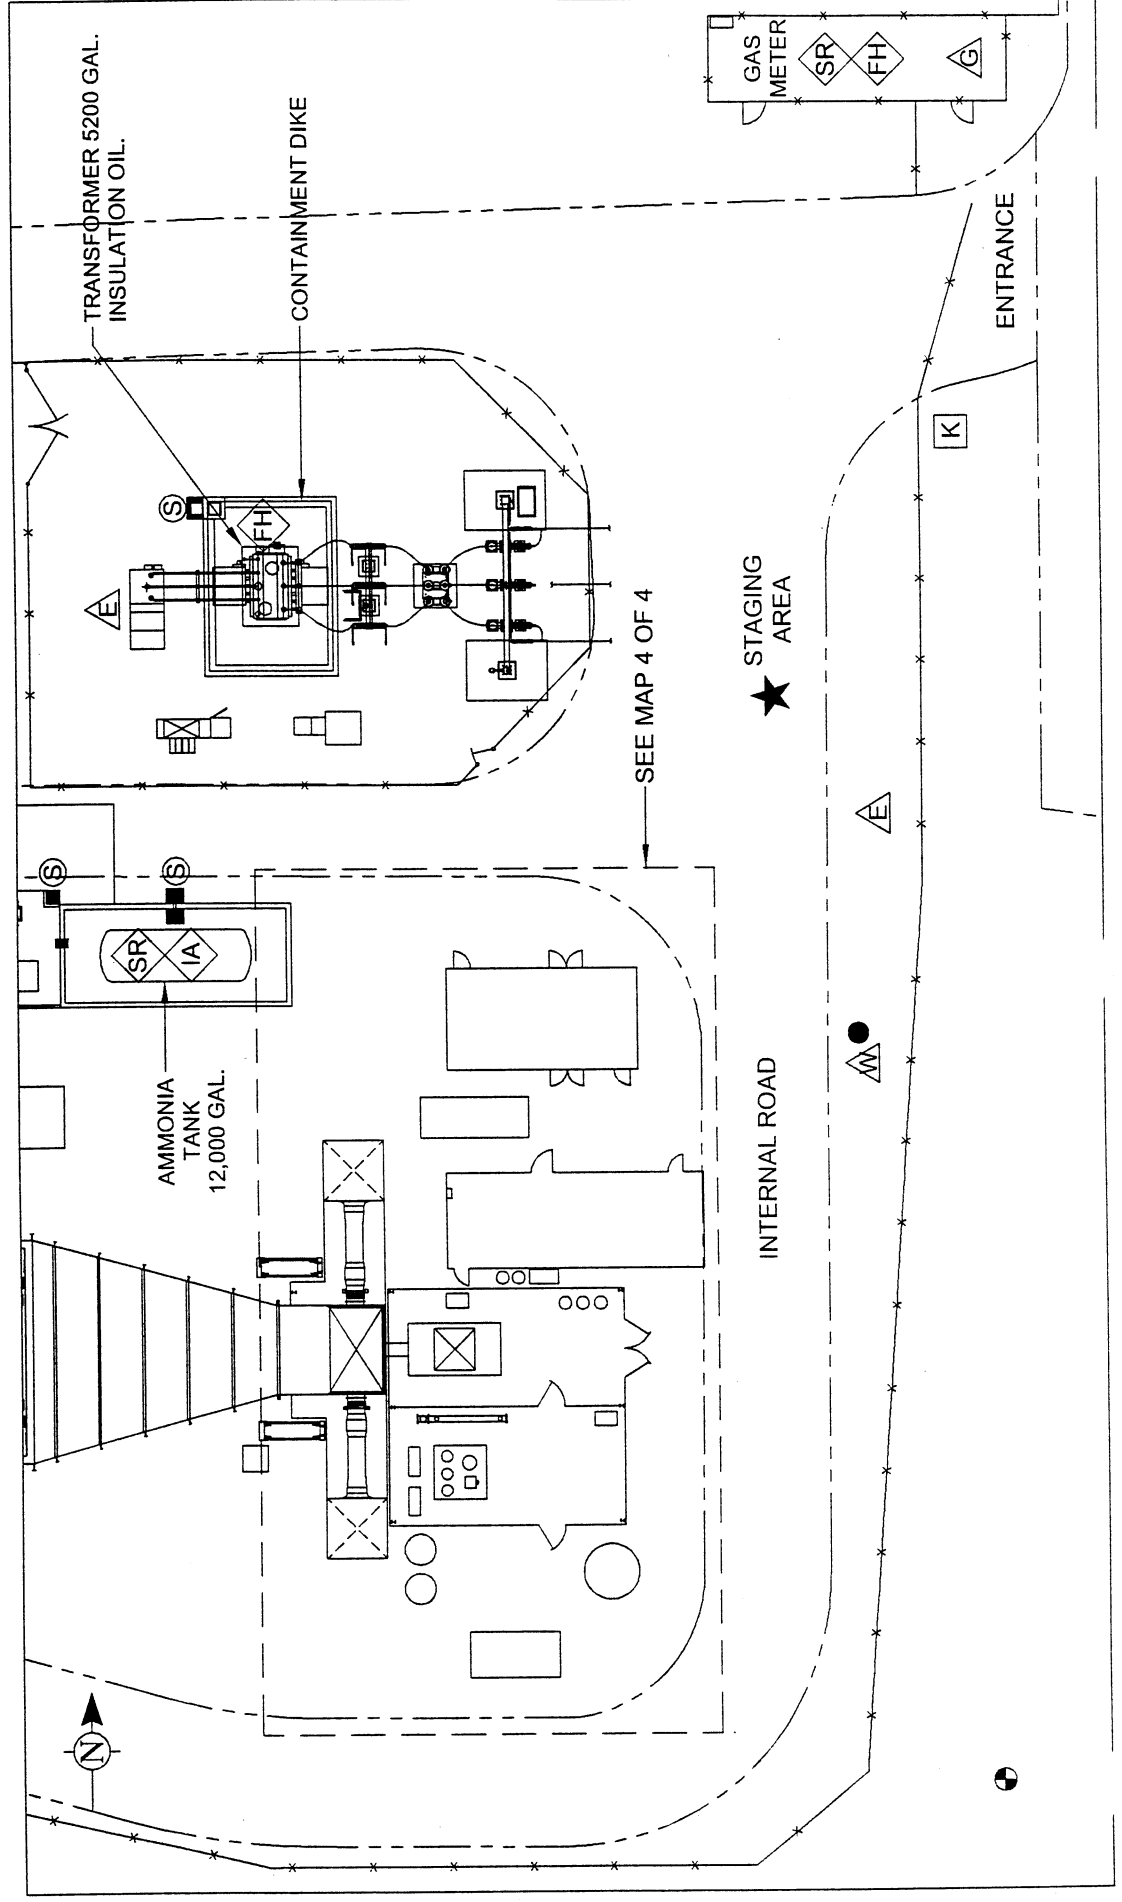 TRANSFORMER 5200 GAL.
INSULATION OIL.
CONTAINMENT DIKE
GAS
METER
SR
FH
G
ENTRANCE
K
S
FH
E
STAGING
AREA
SEE MAP 4 OF 4
E
S
S
SR
IA
AMMONIA
TANK
12,000 GAL.
W
INTERNAL ROAD
N